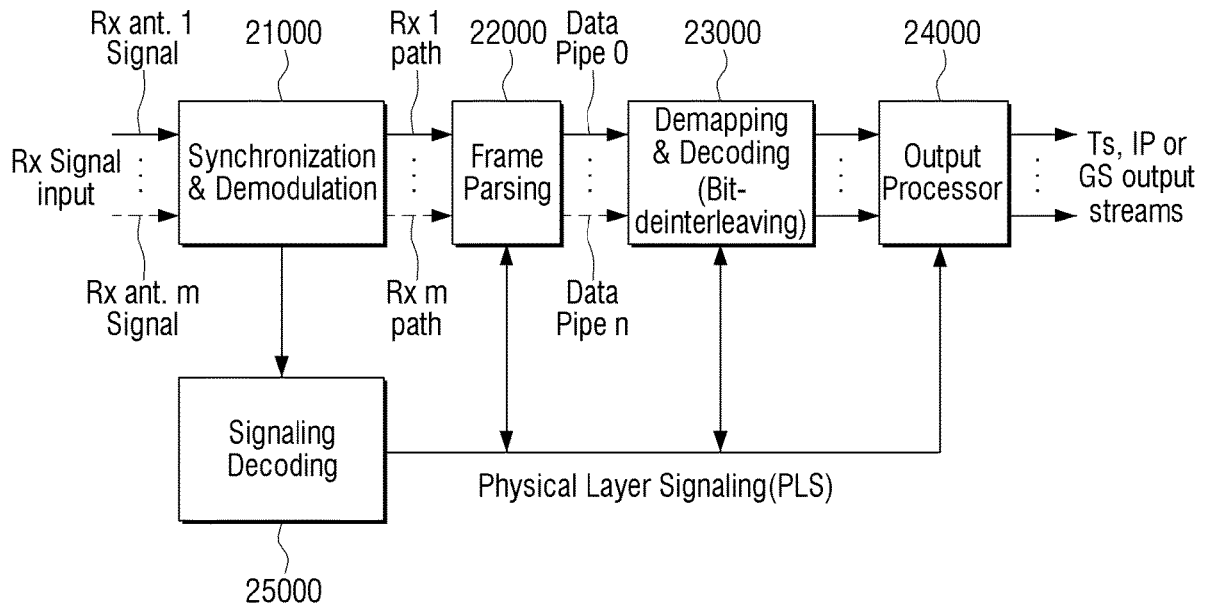 Rx ant. 1
Signal
21000
Rx 1
path
22000
Data
Pipe 0
23000
24000
Rx Signal
input
Synchronization
& Demodulation
Frame
Parsing
Demapping
& Decoding
(Bit-
deinterleaving)
Output
Processor
Ts, IP or
GS output
streams
Rx ant. m
Signal
Rx m
path
Data
Pipe n
Signaling
Decoding
Physical Layer Signaling(PLS)
25000